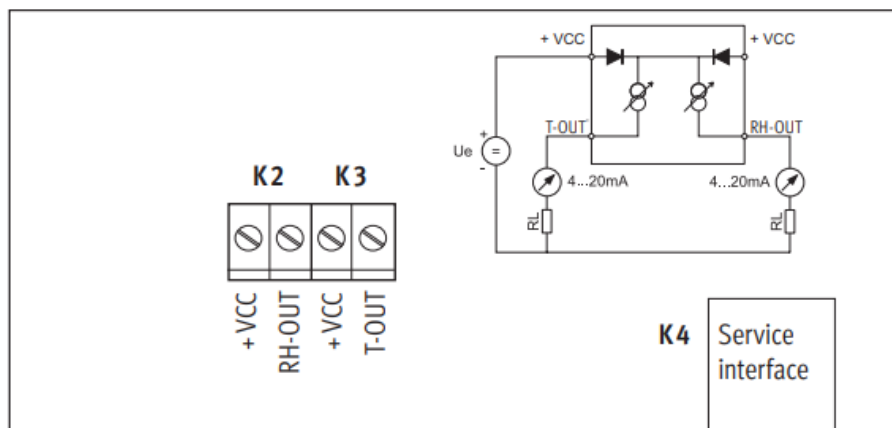 + VCC
+ VCC
T-OUT
RH-OUT
Ue
+
=
-
4...20mA
4...20mA
RL
RL
K2 K3
+ VCC
RH-OUT
+ VCC
T-OUT
K4
Service
interface